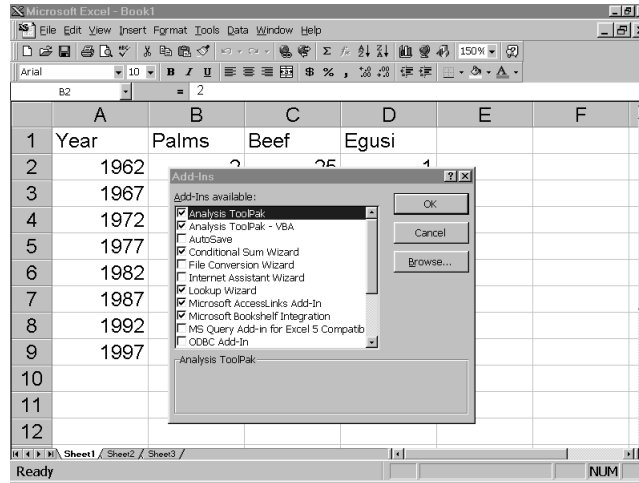 Microsoft Excel - Book1
File Edit View Insert Format Tools Data Window Help
150%
Arial 10 B I U $ % ,
B2 = 2
A B C D E F
1 Year Palms Beef Egusi
2 1962 2 25 1
3 1967
4 1972
5 1977
6 1982
7 1987
8 1992
9 1997
10
11
12
Add-Ins
Add-Ins available:
Analysis ToolPak
Analysis ToolPak - VBA
AutoSave
Conditional Sum Wizard
File Conversion Wizard
Internet Assistant Wizard
Lookup Wizard
Microsoft AccessLinks Add-In
Microsoft Bookshelf Integration
MS Query Add-in for Excel 5 Compatib
ODBC Add-In
OK
Cancel
Browse...
Analysis ToolPak
Sheet1 Sheet2 Sheet3
Ready NUM